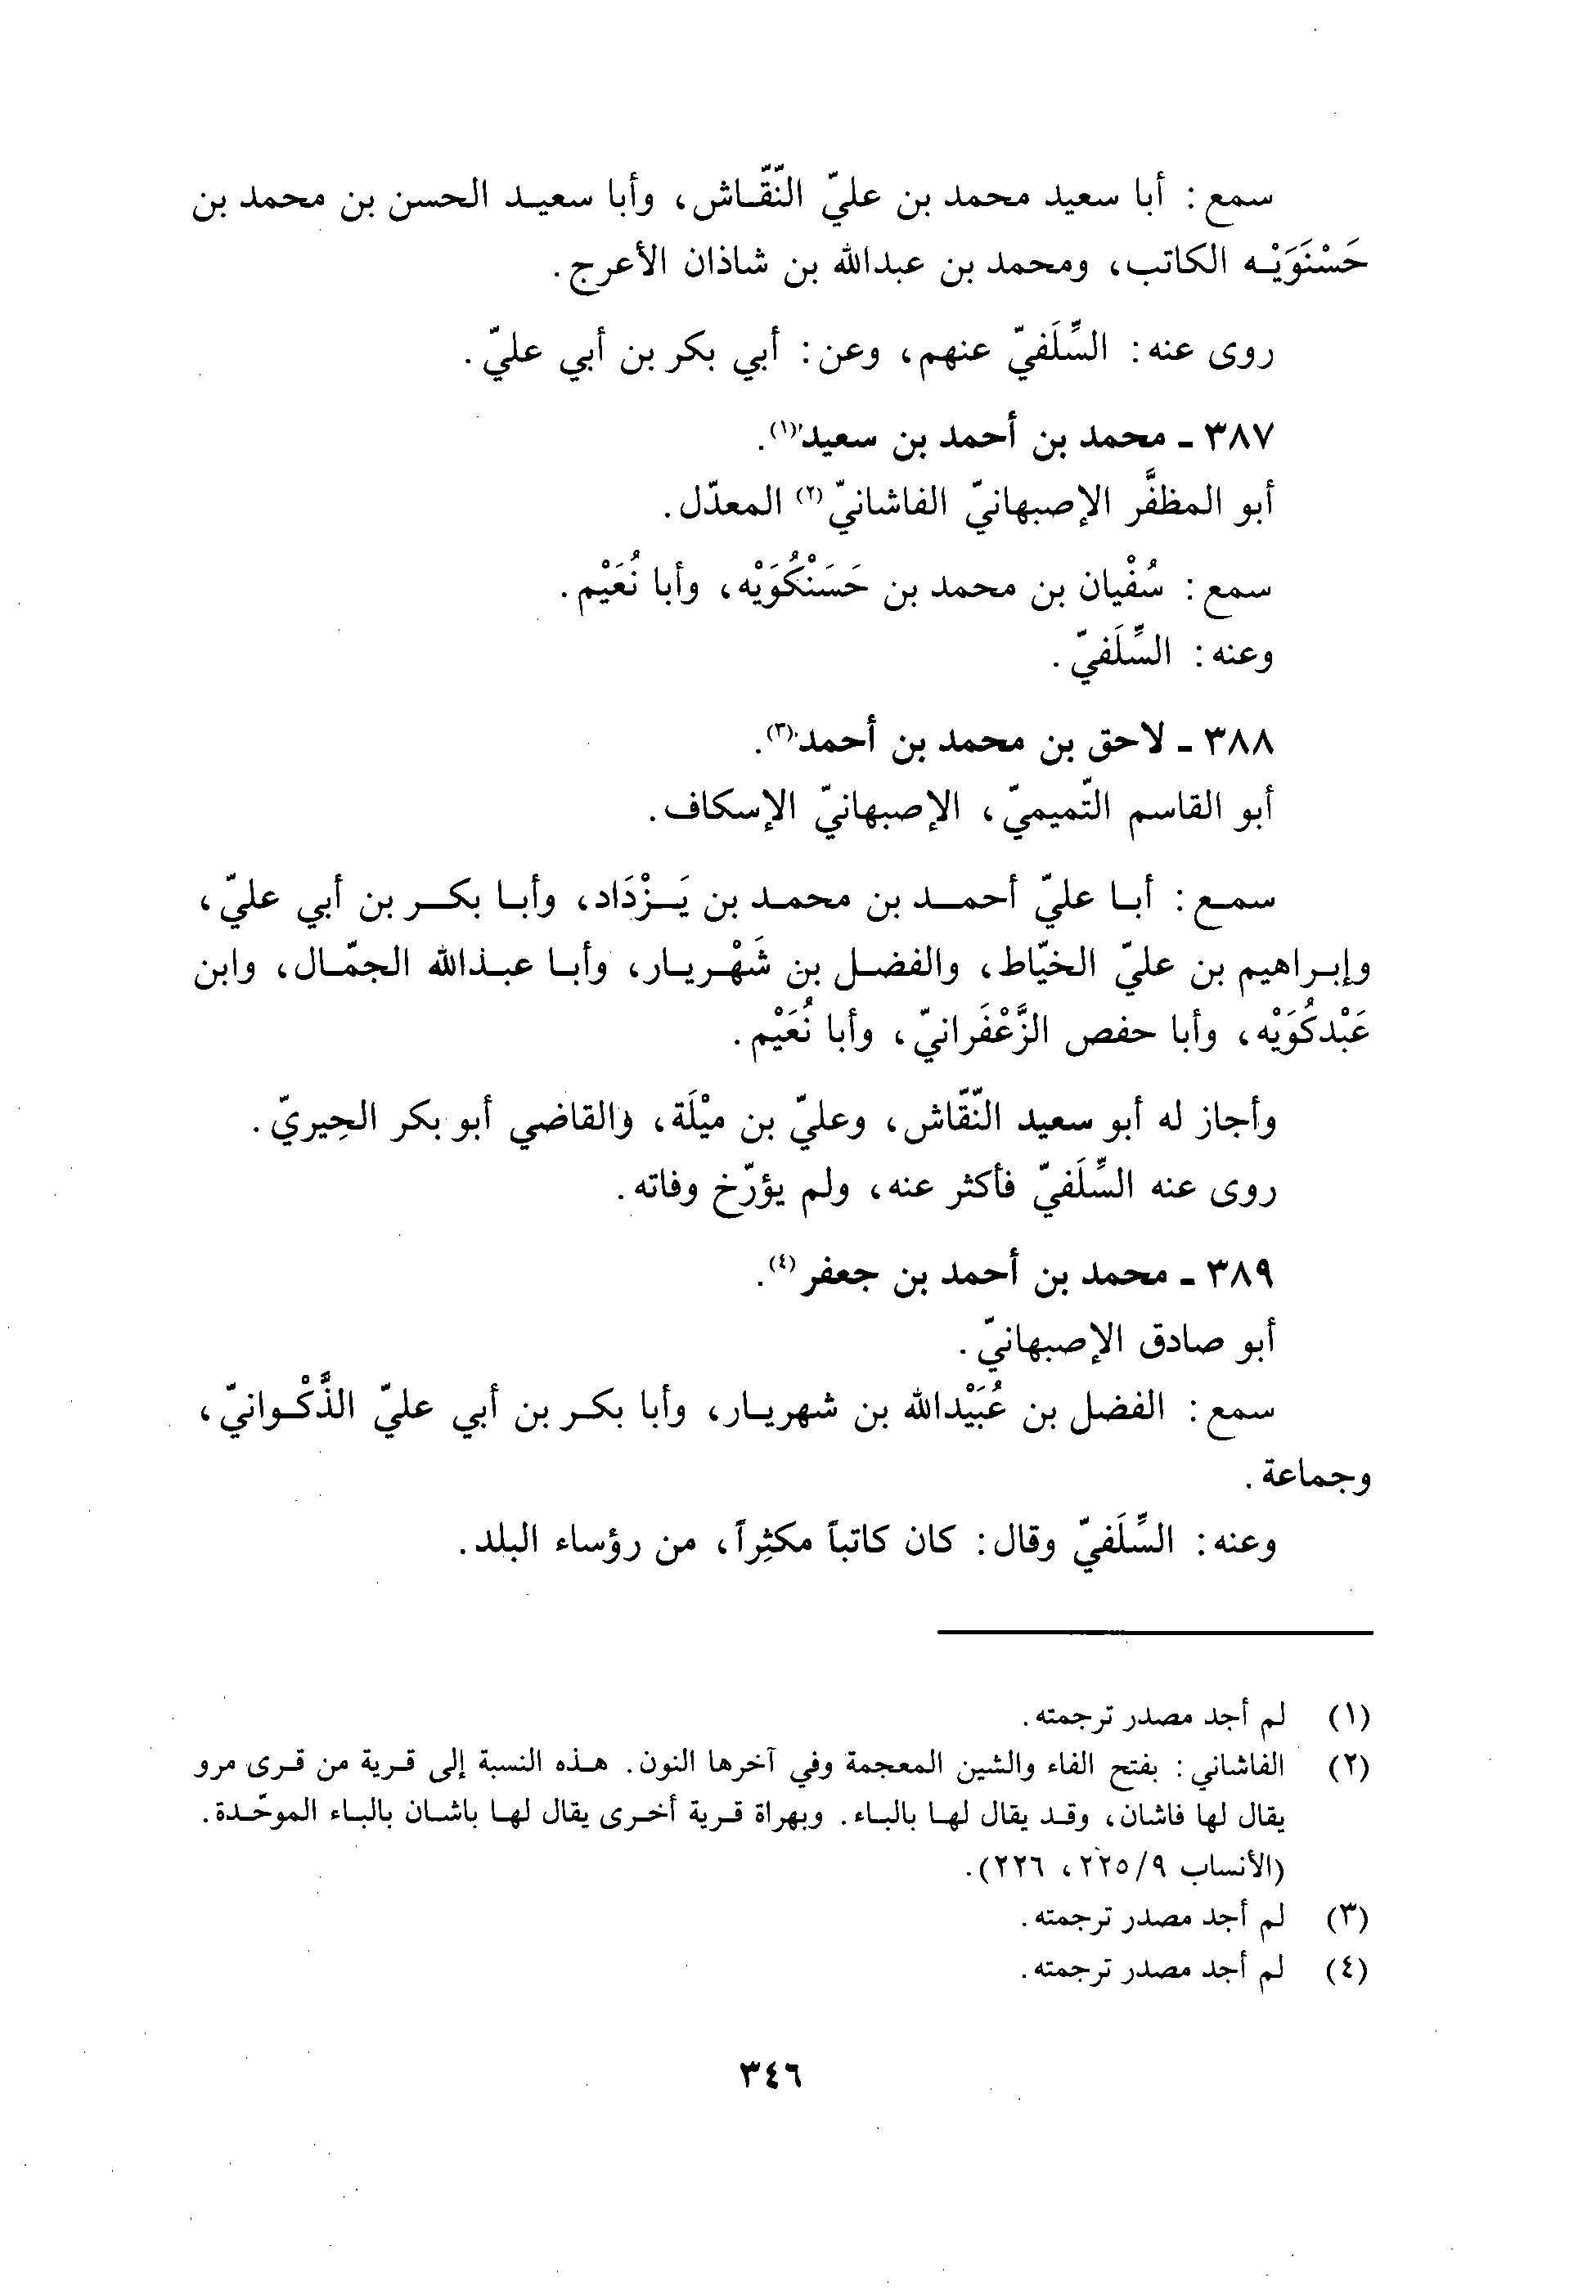 سمع: أبا سعيد محمد بن عليّ النّقّاش، وأبا سعيد الحسن بن محمد بن
حَسْنَوَيْه الكاتب، ومحمد بن عبدالله بن شاذان الأعرج.
روى عنه: السِّلَفيّ عنهم، وعن: أبي بكر بن أبي عليّ.
٣٨٧ ـ محمد بن أحمد بن سعيد(١).
أبو المظفَّر الإصبهانيّ الفاشانيّ(٢) المعدّل.
سمع: سُفْيان بن محمد بن حَسَنْكُوَيْه، وأبا نُعَيْم.
وعنه: السِّلَفيّ.
٣٨٨ ـ لاحق بن محمد بن أحمد(٣).
أبو القاسم التّميميّ، الإصبهانيّ الإسكاف.
سمع: أبا عليّ أحمد بن محمد بن يَزْدَاد، وأبا بكر بن أبي عليّ،
وإبراهيم بن عليّ الخيّاط، والفضل بن شَهْريار، وأبا عبدالله الجمّال، وابن
عَبْدكُوَيْه، وأبا حفص الزَّعْفَرانيّ، وأبا نُعَيْم.
وأجاز له أبو سعيد النّقّاش، وعليّ بن ميْلَة، والقاضي أبو بكر الحِيريّ.
روى عنه السِّلَفيّ فأكثر عنه، ولم يؤرّخ وفاته.
٣٨٩ ـ محمد بن أحمد بن جعفر(٤).
أبو صادق الإصبهانيّ.
سمع: الفضل بن عُبَيْدالله بن شهريار، وأبا بكر بن أبي عليّ الذَّكْوانيّ،
وجماعة.
وعنه: السِّلَفيّ وقال: كان كاتباً مكثِراً، من رؤساء البلد.
(١) لم أجد مصدر ترجمته.
(٢) الفاشاني: بفتح الفاء والشين المعجمة وفي آخرها النون. هذه النسبة إلى قرية من قرى مرو
يقال لها فاشان، وقد يقال لها بالباء. وبهراة قرية أخرى يقال لها باشان بالباء الموحّدة.
(الأنساب ٩/٢٢٥، ٢٢٦).
(٣) لم أجد مصدر ترجمته.
(٤) لم أجد مصدر ترجمته.
٣٤٦